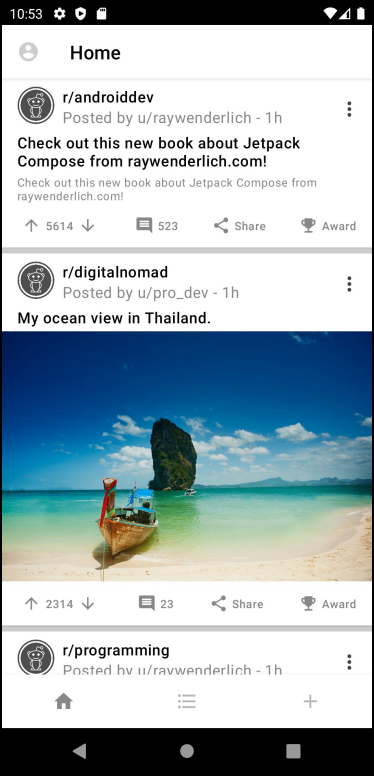 10:53
Home
r/androiddev
Posted by u/raywenderlich - 1h
Check out this new book about Jetpack
Compose from raywenderlich.com!
Check out this new book about Jetpack Compose from
raywenderlich.com!
5614 523 Share Award
r/digitalnomad
Posted by u/pro_dev - 1h
My ocean view in Thailand.
2314 23 Share Award
r/programming
Posted by u/raywenderlich - 1h